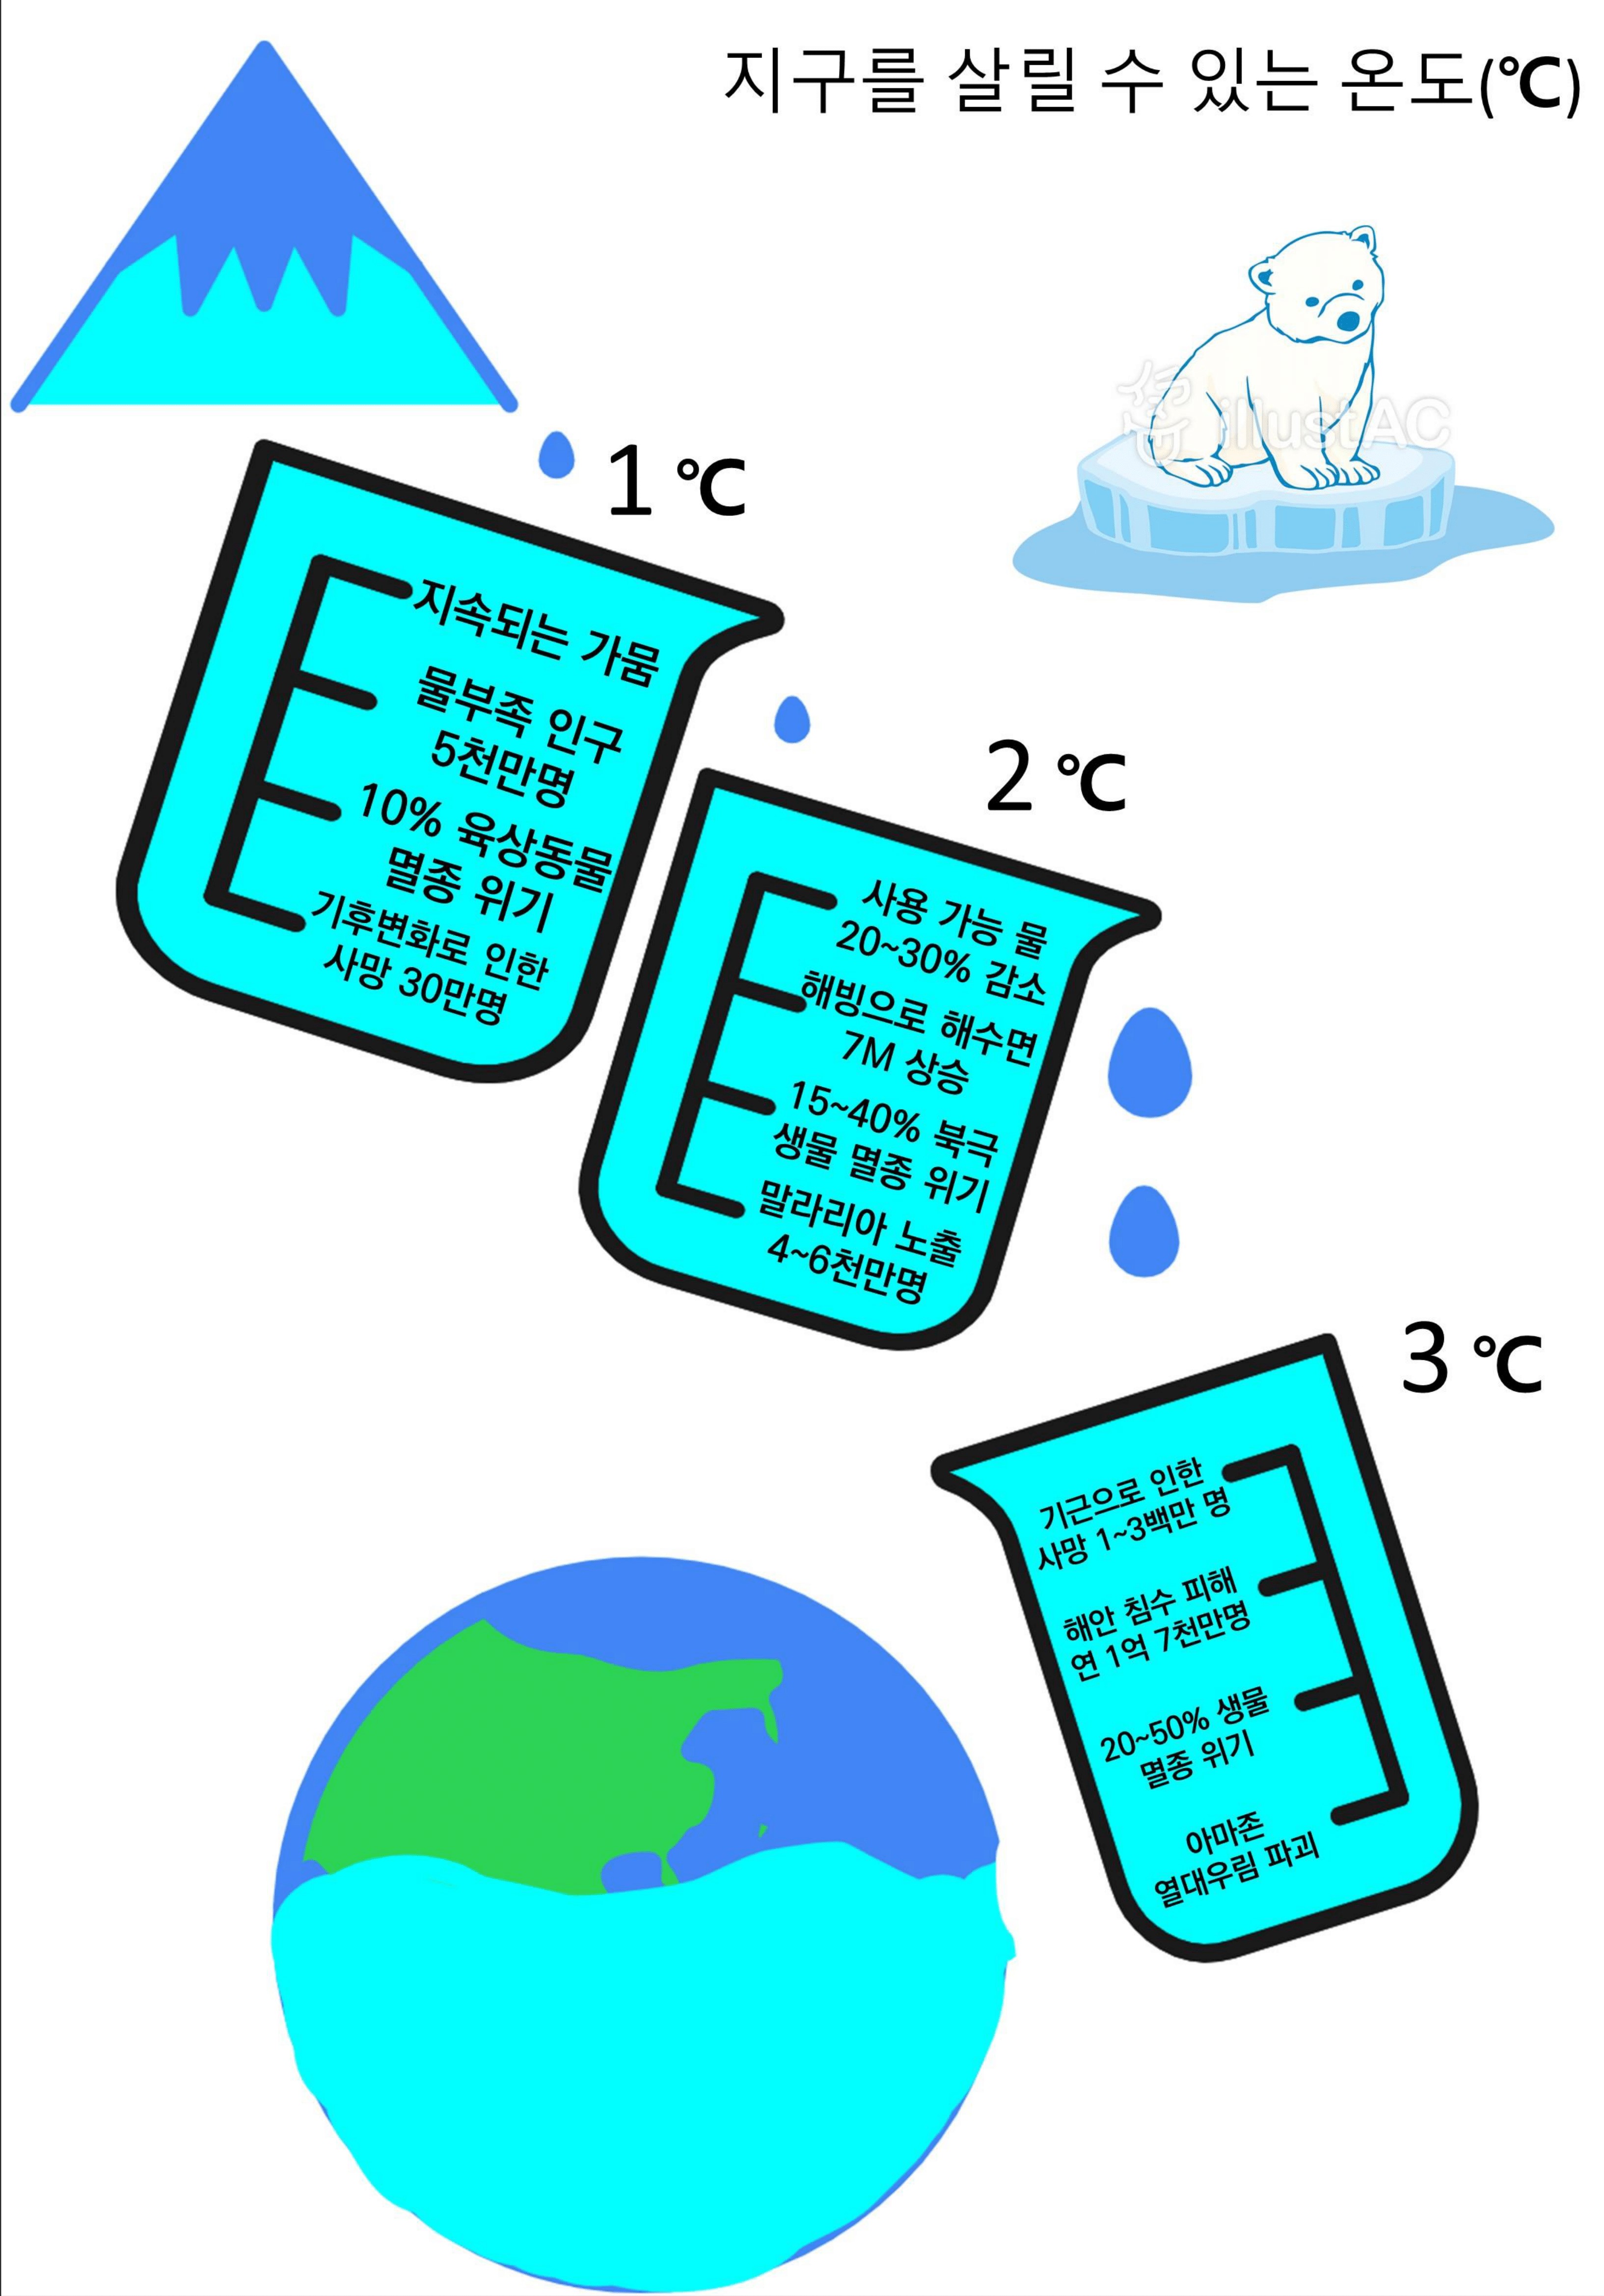 지구를 살릴 수 있는 온도(℃)
illustAC
1 ℃
지속되는 가뭄
물부족 인구
5천만명
10% 육상동물
멸종 위기
기후변화로 인한
사망 30만명
2 ℃
사용 가능 물
20~30% 감소
해빙으로 해수면
7M 상승
15~40% 북극
생물 멸종 위기
말라리아 노출
4~6천만명
3 ℃
기근으로 인한
사망 1~3백만 명
해안 침수 피해
연 1억 7천만명
20~50% 생물
멸종 위기
아마존
열대우림 파괴